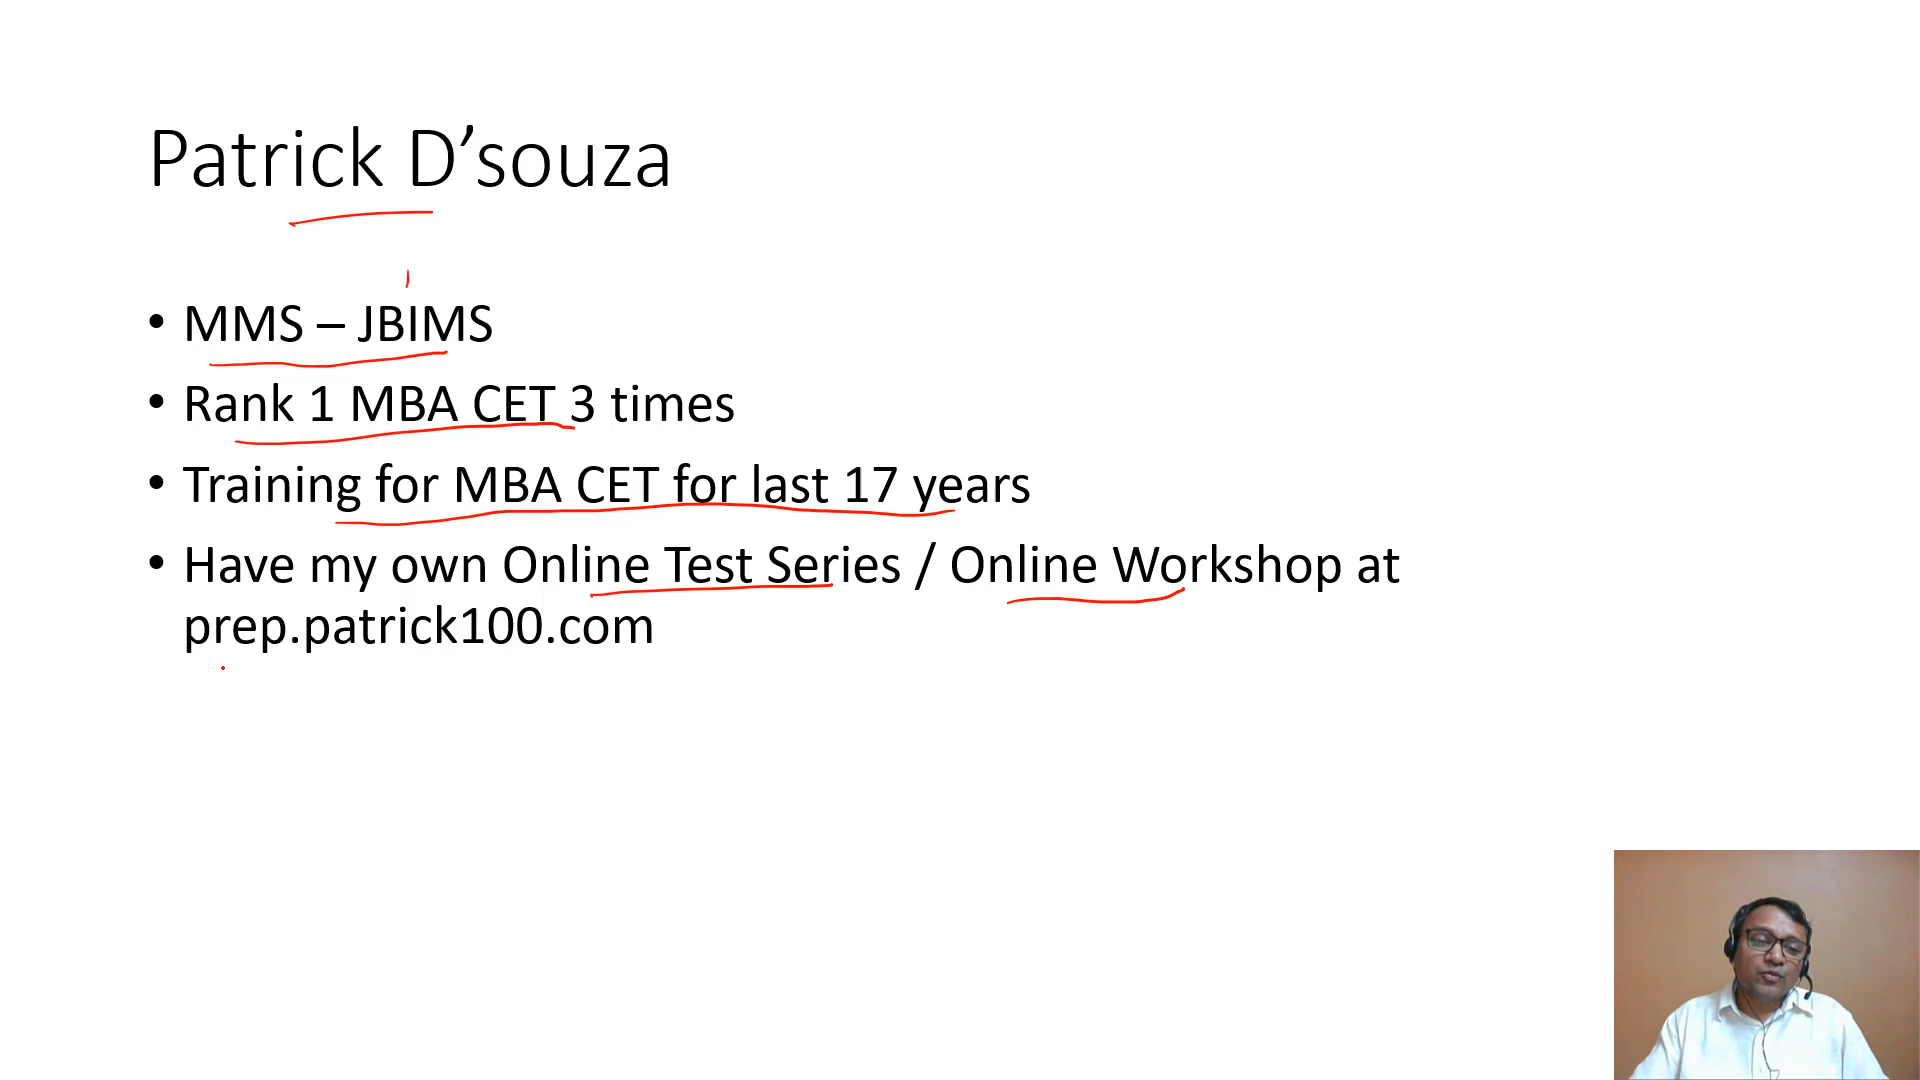 Patrick D’souza
• MMS – JBIMS
• Rank 1 MBA CET 3 times
• Training for MBA CET for last 17 years
• Have my own Online Test Series / Online Workshop at
prep.patrick100.com